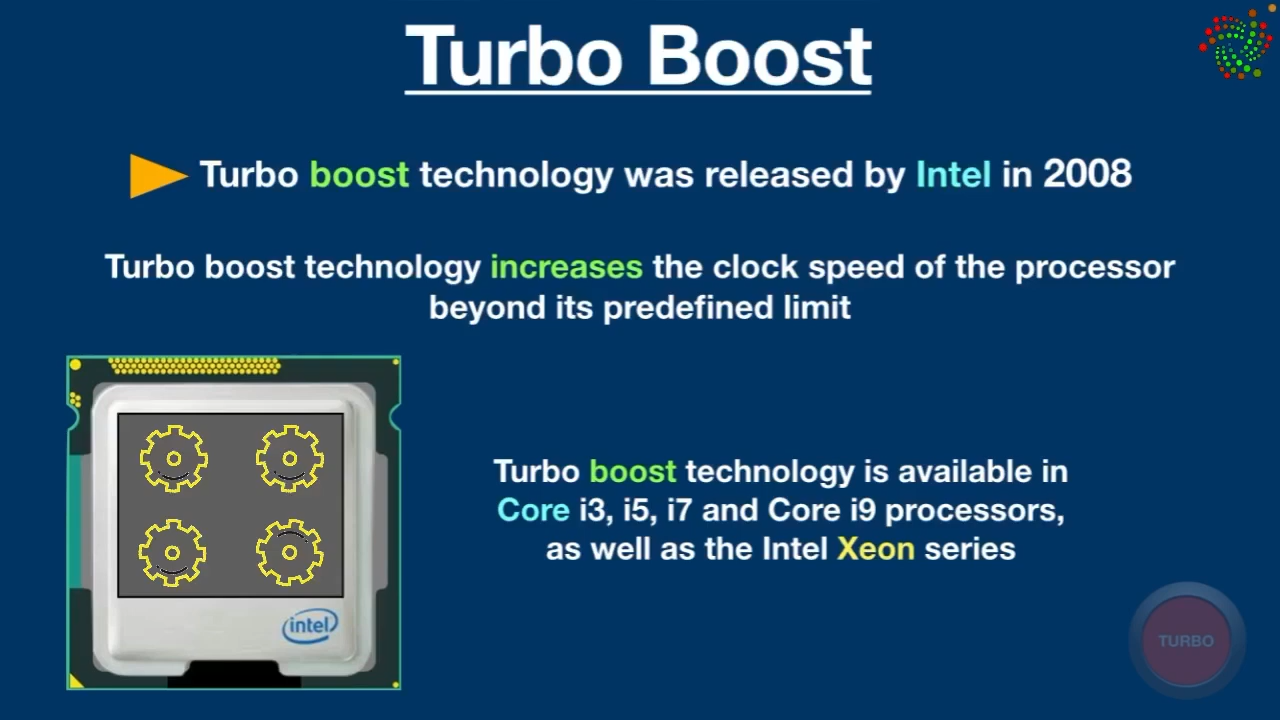 Turbo Boost
Turbo boost technology was released by Intel in 2008
Turbo boost technology increases the clock speed of the processor
beyond its predefined limit
Turbo boost technology is available in
Core i3, i5, i7 and Core i9 processors,
as well as the Intel Xeon series
intel
TURBO